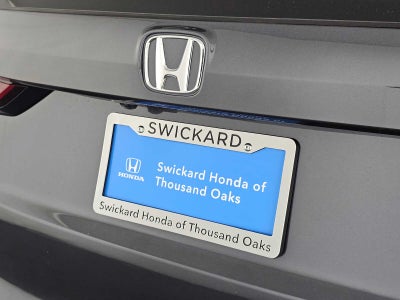 SWICKARD
HONDA
Swickard Honda of
Thousand Oaks
Swickard Honda of Thousand Oaks